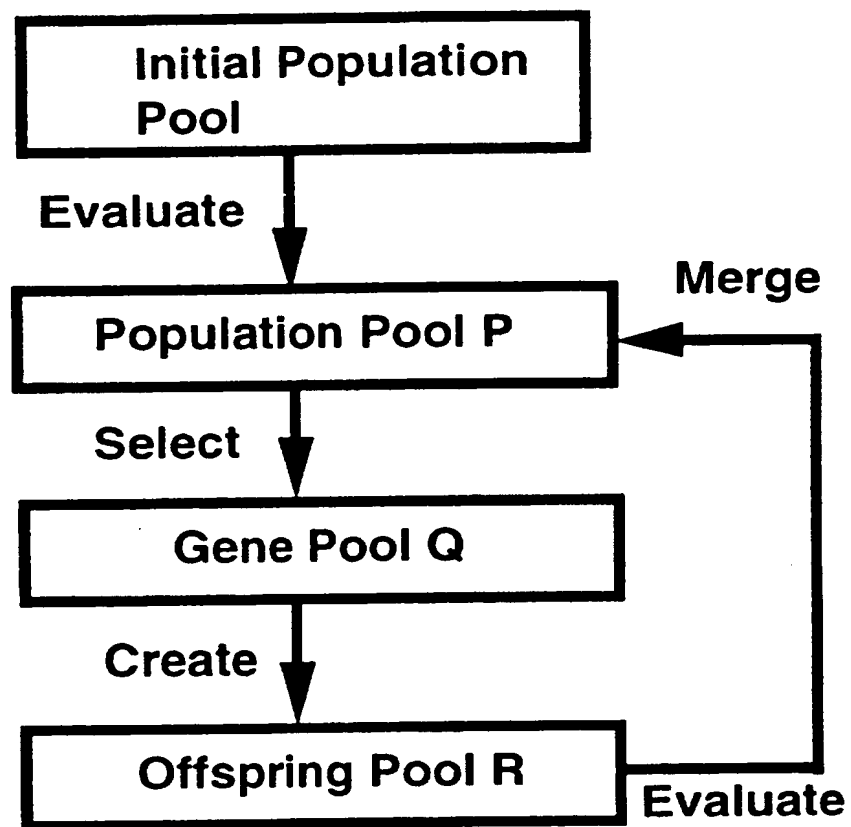 Initial Population
Pool
Evaluate
Merge
Population Pool P
Select
Gene Pool Q
Create
Offspring Pool R
Evaluate